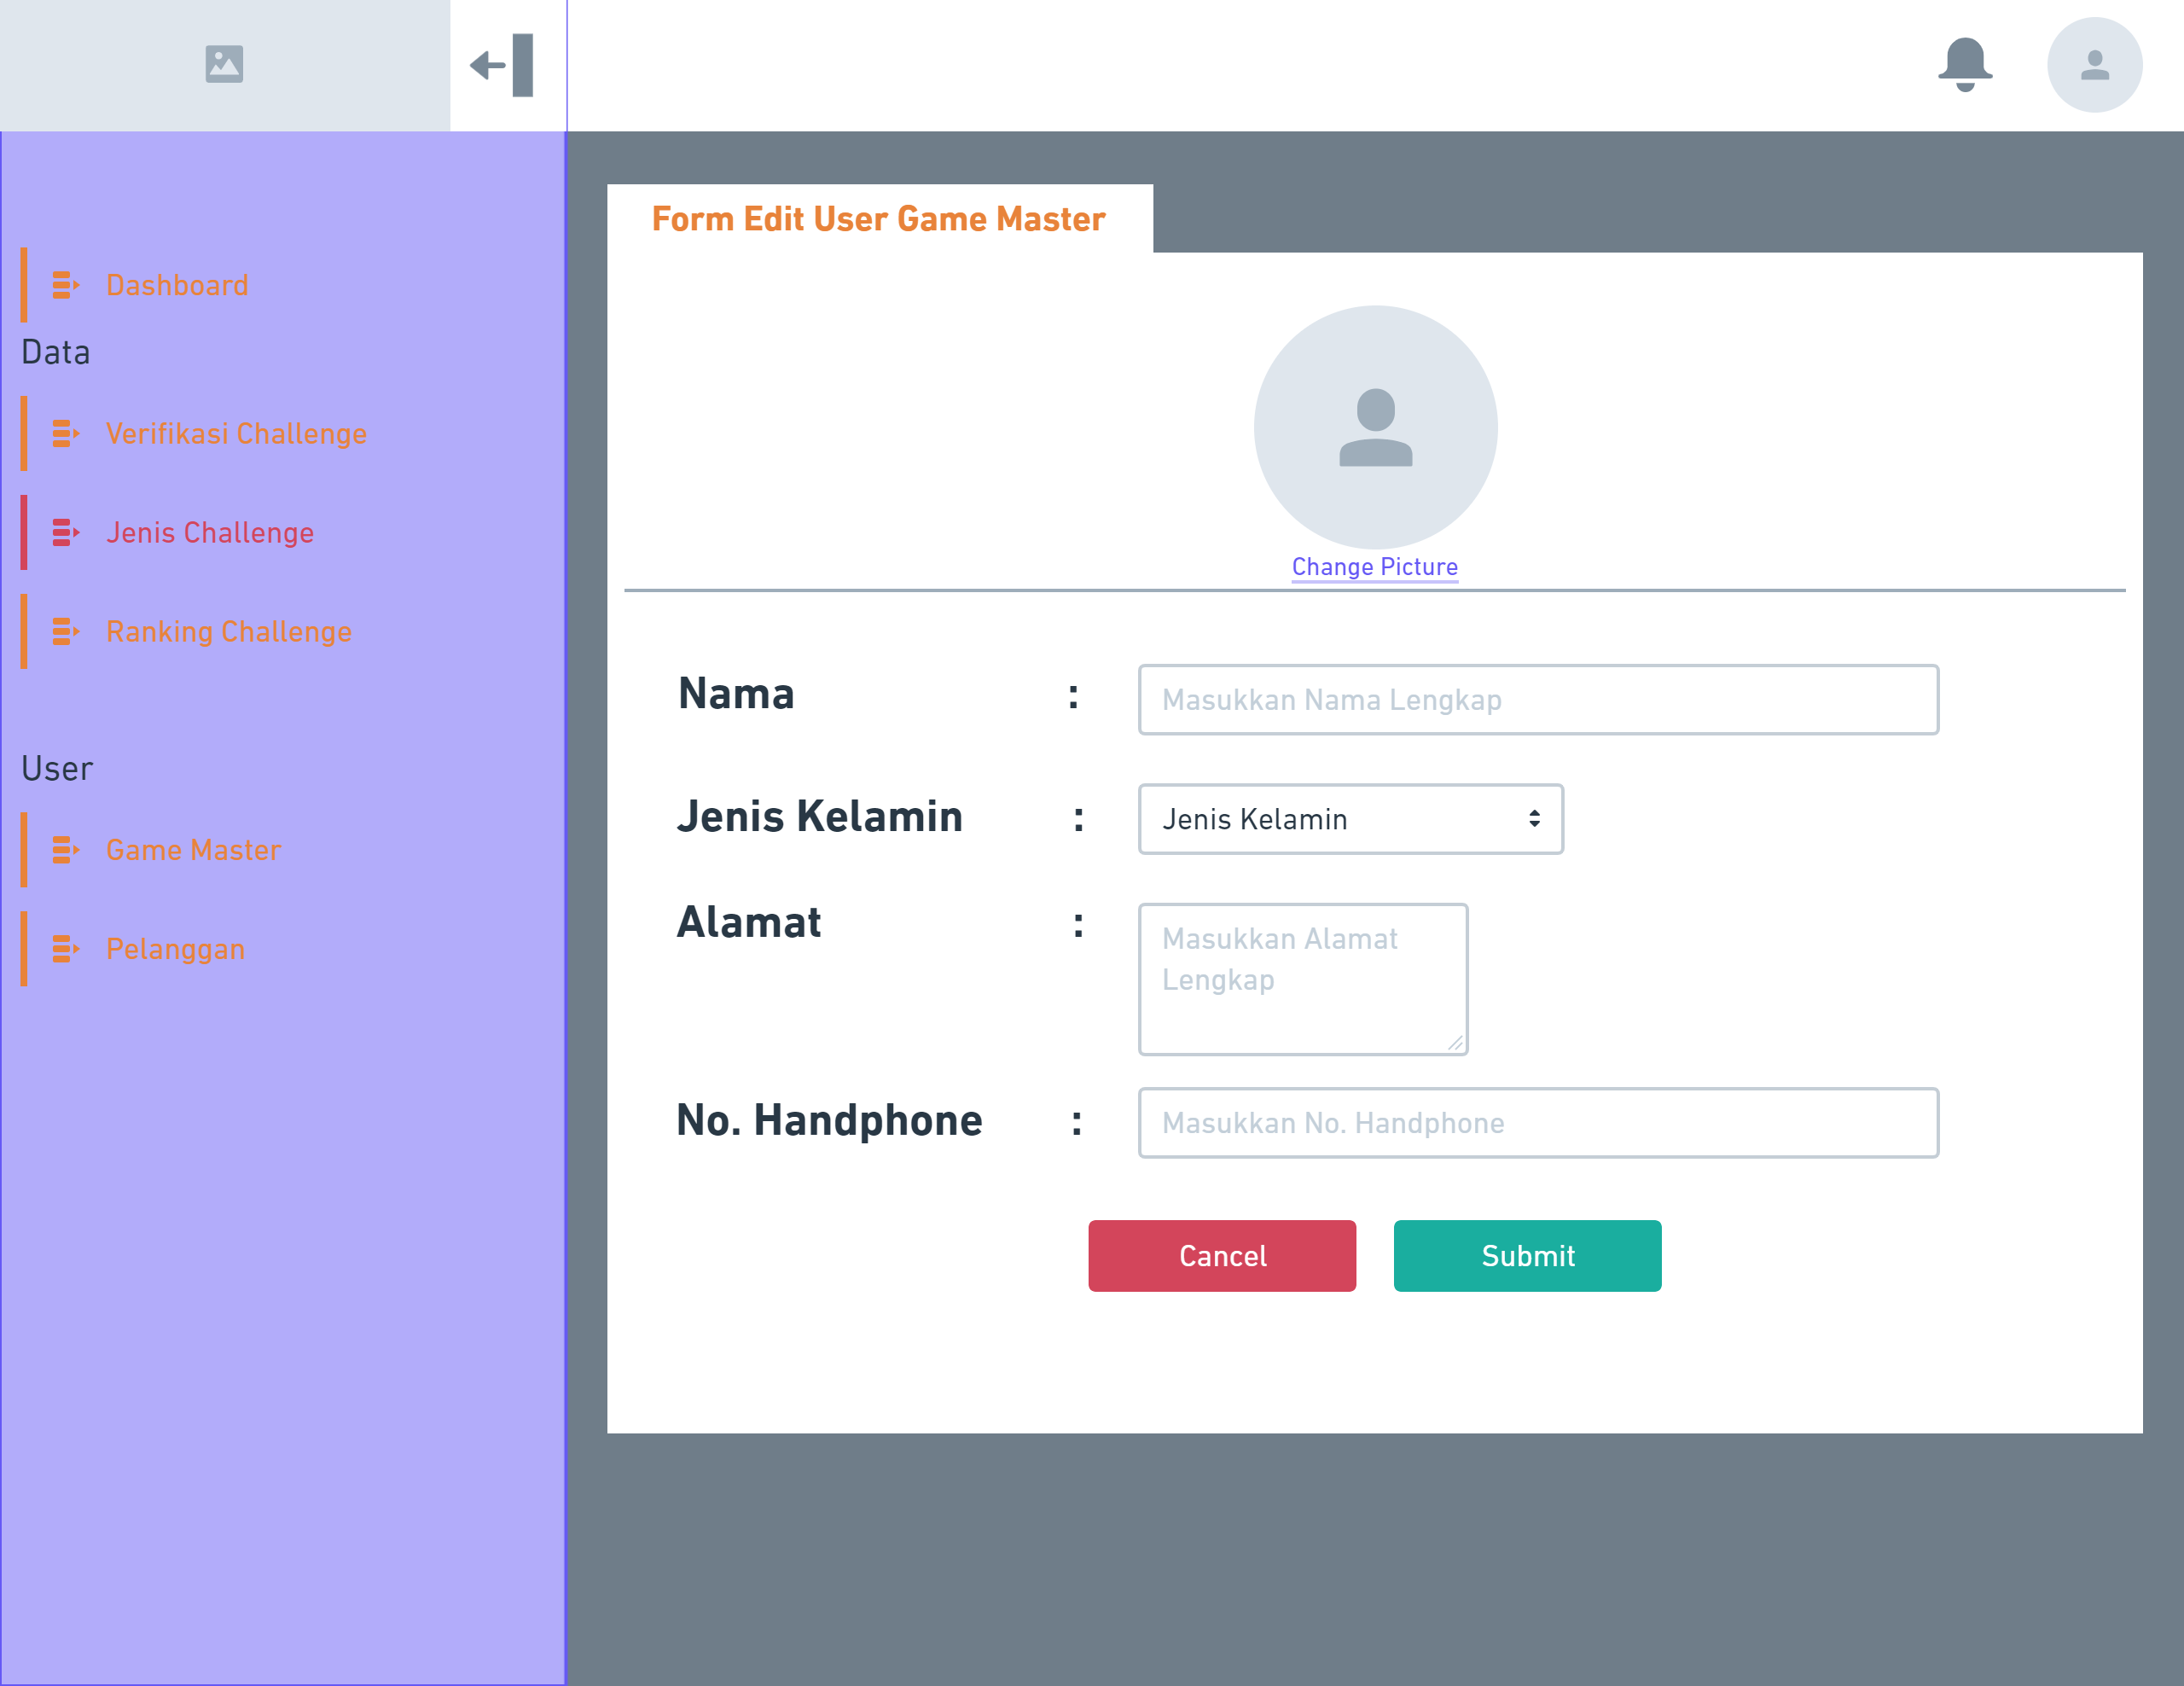 Dashboard
Data
Verifikasi Challenge
Jenis Challenge
Ranking Challenge
User
Game Master
Pelanggan
Form Edit User Game Master
Change Picture
Nama : Masukkan Nama Lengkap
Jenis Kelamin : Jenis Kelamin
Alamat : Masukkan Alamat
Lengkap
No. Handphone : Masukkan No. Handphone
Cancel Submit